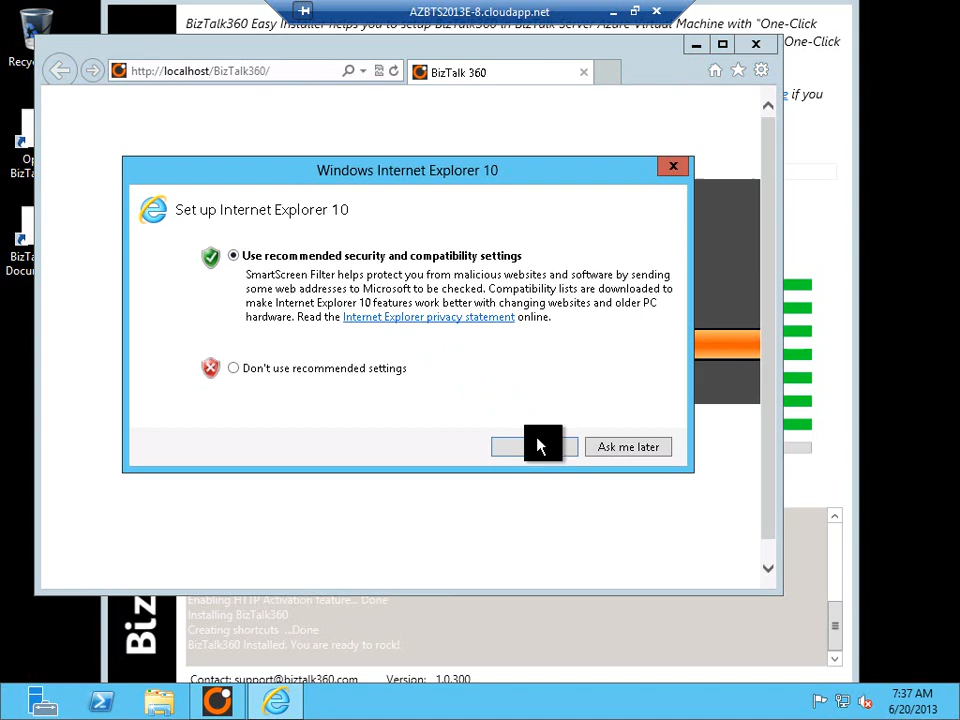 BizTalk360 Easy Installer helps you to setup BizTalk360 in BizTalk Server Azure Virtual Machine with "One-Click
AZBTS2013E-8.cloudapp.net
One-Click
http://localhost/BizTalk360/
BizTalk 360
if you
Windows Internet Explorer 10
Set up Internet Explorer 10
Use recommended security and compatibility settings
SmartScreen Filter helps protect you from malicious websites and software by sending
some web addresses to Microsoft to be checked. Compatibility lists are downloaded to
make Internet Explorer 10 features work better with changing websites and older PC
hardware. Read the Internet Explorer privacy statement online.
Don't use recommended settings
Ask me later
Enabling HTTP Activation feature... Done
Installing BizTalk360
Creating shortcuts ...Done
BizTalk360 Installed. You are ready to rock!
Biz
Contact: support@biztalk360.com Version: 1.0.300
7:37 AM
6/20/2013